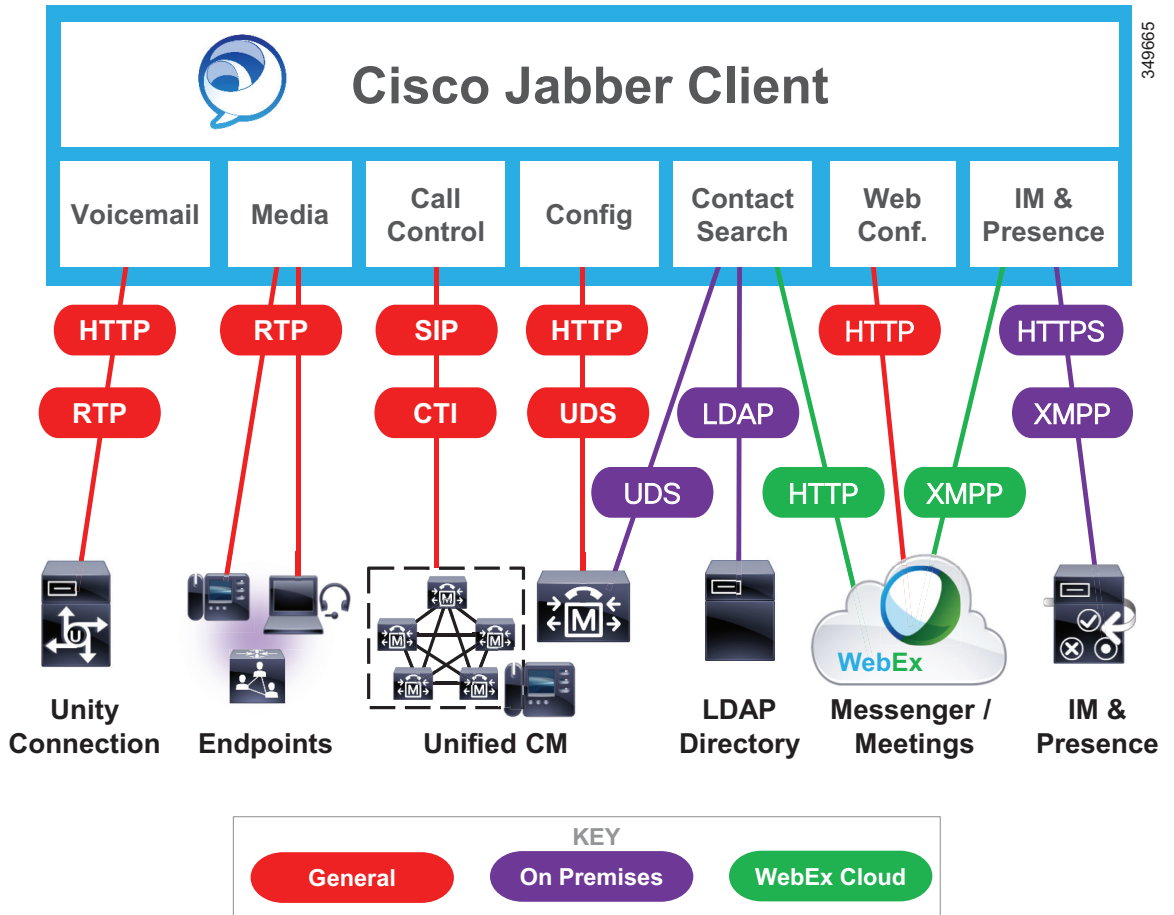 349665
Cisco Jabber Client
Voicemail
Media
Call
Control
Config
Contact
Search
Web
Conf.
IM &
Presence
HTTP
RTP
SIP
HTTP
HTTP
HTTPS
RTP
CTI
UDS
LDAP
XMPP
UDS
HTTP
XMPP
U
M
M
M
M
M
M
WebEx
Unity
Connection
Endpoints
Unified CM
LDAP
Directory
Messenger /
Meetings
IM &
Presence
KEY
General
On Premises
WebEx Cloud